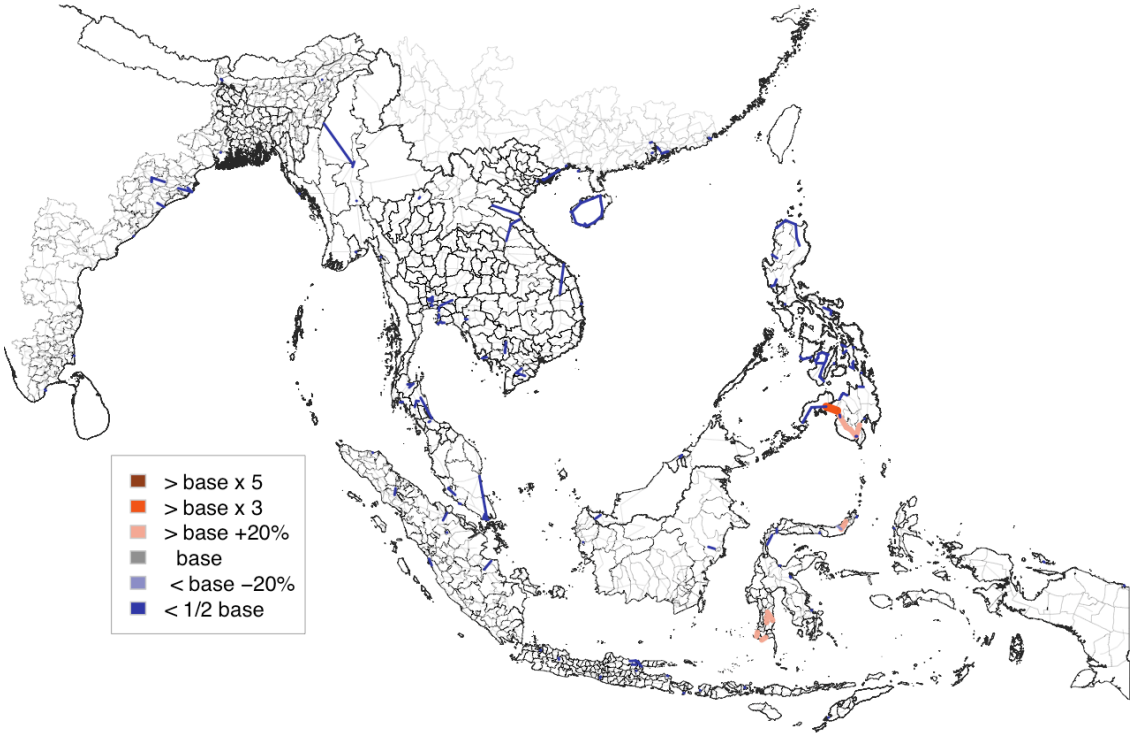 > base x 5
> base x 3
> base +20%
base
< base −20%
< 1/2 base